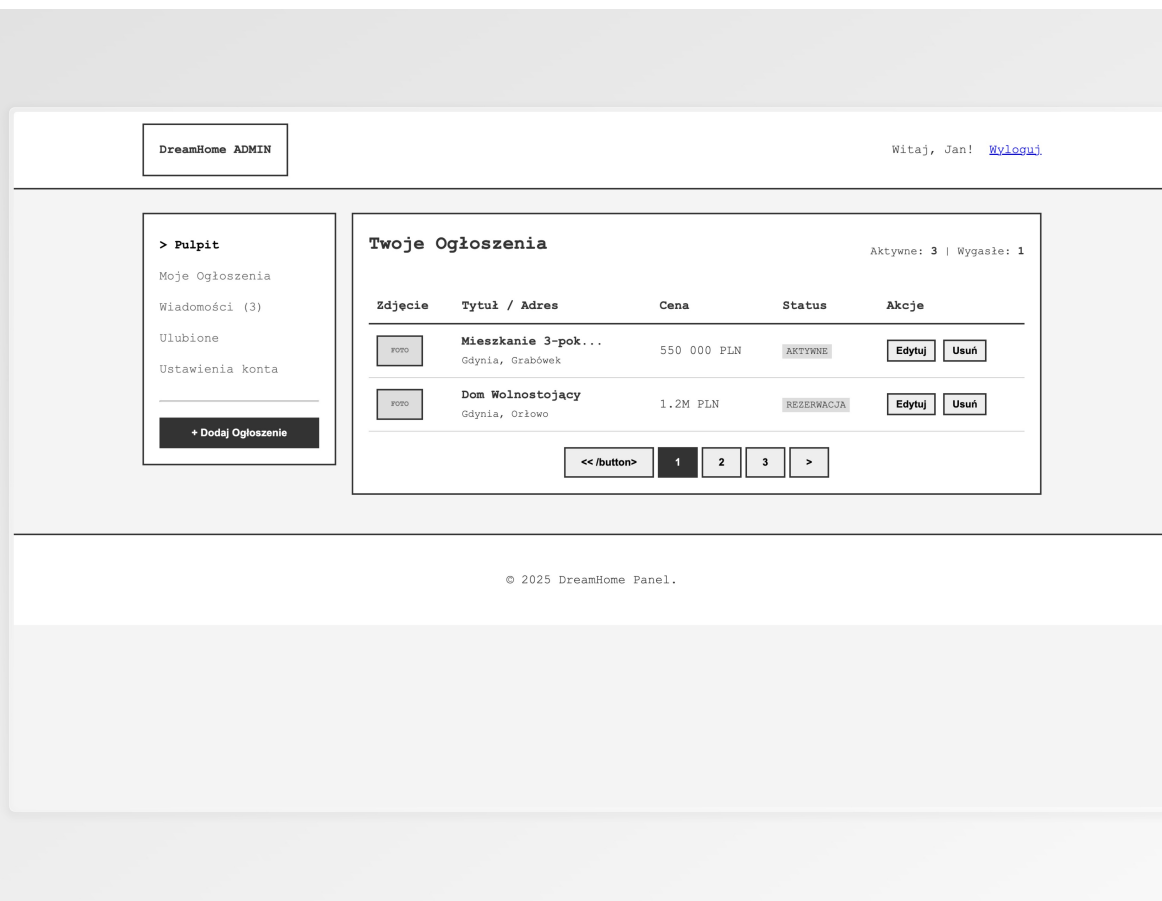 DreamHome ADMIN
Witaj, Jan! Wyloguj
> Pulpit
Moje Ogłoszenia
Wiadomości (3)
Ulubione
Ustawienia konta
+ Dodaj Ogłoszenie
Twoje Ogłoszenia
Aktywne: 3 | Wygasłe: 1
Zdjęcie Tytuł / Adres Cena Status Akcje
FOTO Mieszkanie 3-pok... 550 000 PLN AKTYWNE Edytuj Usuń
Gdynia, Grabówek
FOTO Dom Wolnostojący 1.2M PLN REZERWACJA Edytuj Usuń
Gdynia, Orłowo
<< /button> 1 2 3 >
© 2025 DreamHome Panel.